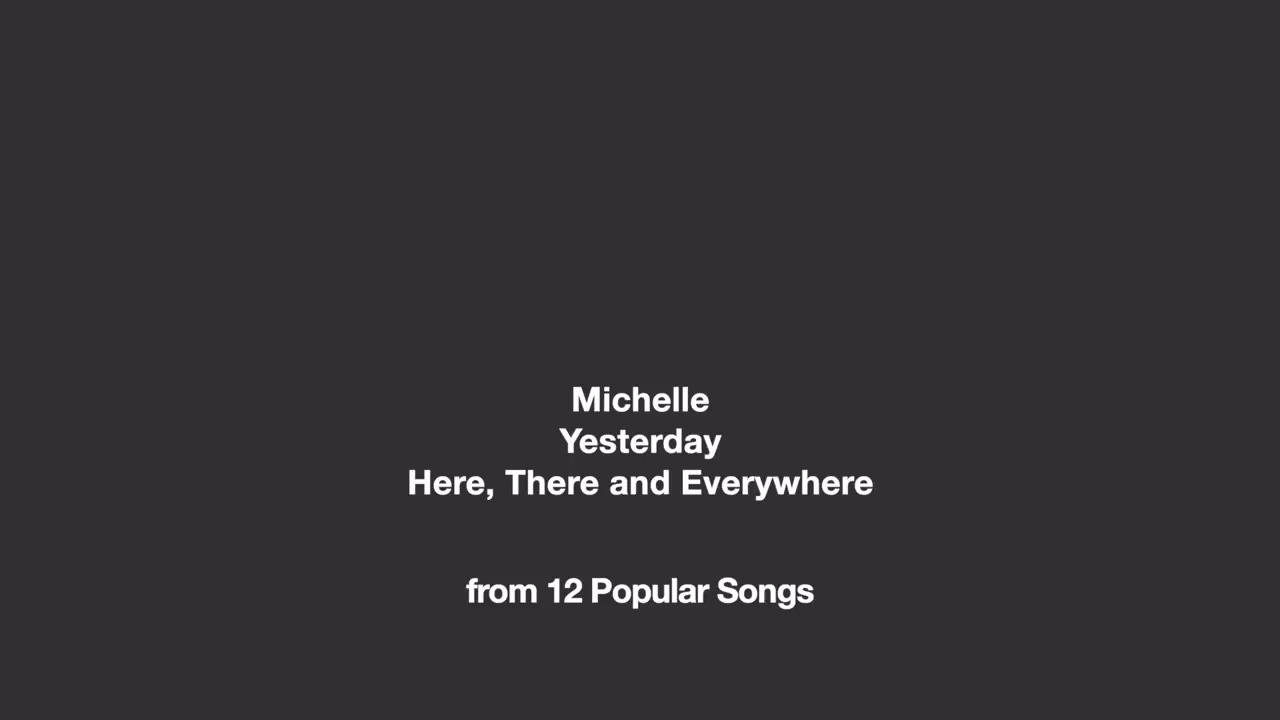 Michelle
Yesterday
Here, There and Everywhere
from 12 Popular Songs